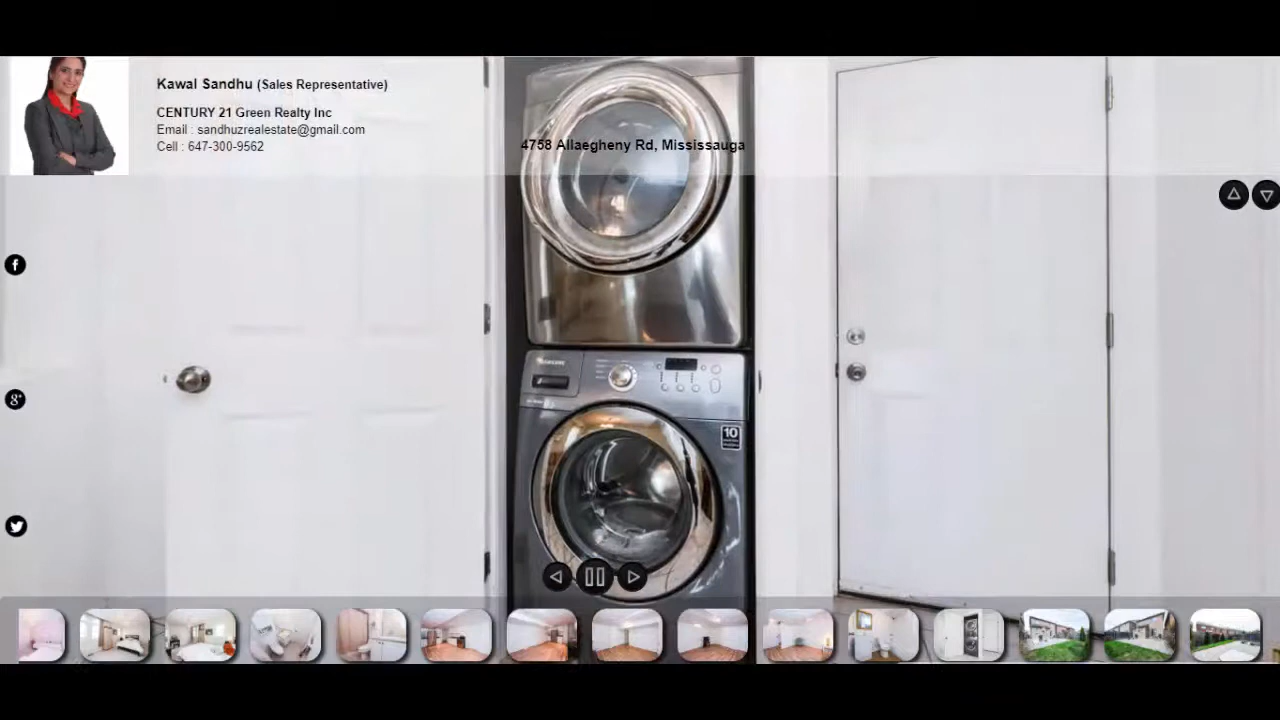 Kawal Sandhu (Sales Representative)
CENTURY 21 Green Realty Inc
Email : sandhuzrealestate@gmail.com
Cell : 647-300-9562
4758 Allaegheny Rd, Mississauga
SAMSUNG
10